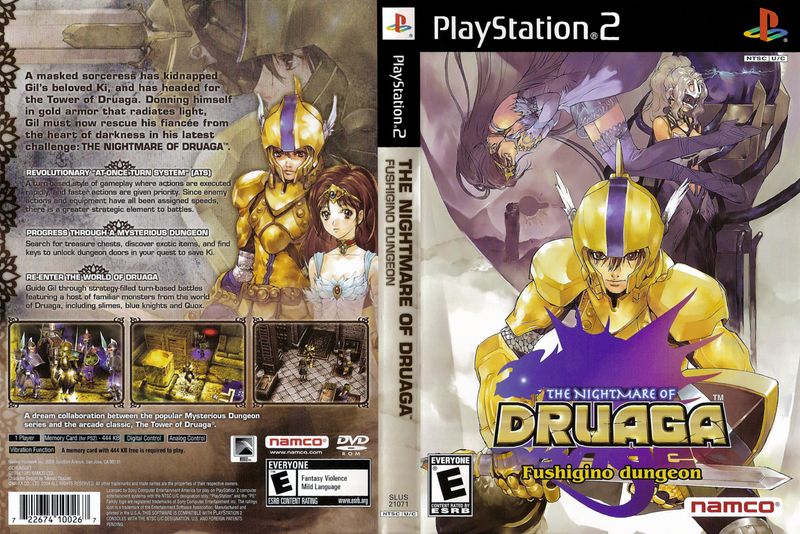 A masked sorceress has kidnapped
Gil's beloved Ki, and has headed for
the Tower of Druaga. Donning himself
in gold armor that radiates light,
Gil must now rescue his fiancée from
the heart of darkness in his latest
challenge: THE NIGHTMARE OF DRUAGA™.
REVOLUTIONARY "AT-ONCE-TURN SYSTEM" (ATS)
A turn based style of gameplay where actions are executed
rapidly and faster actions are given priority. Since enemy
actions and equipment have all been assigned speeds,
there is a greater strategic element to battles.
PROGRESS THROUGH A MYSTERIOUS DUNGEON
Search for treasure chests, discover exotic items, and find
keys to unlock dungeon doors in your quest to save Ki.
RE-ENTER THE WORLD OF DRUAGA
Guide Gil through strategy-filled turn-based battles
featuring a host of familiar monsters from the world
of Druaga, including slimes, blue knights and Quox.
A dream collaboration between the popular Mysterious Dungeon
series and the arcade classic, The Tower of Druaga®.
1 Player
Memory Card (for PS2) - 444 KB
Digital Control
Analog Control
Vibration Function
A memory card with 444 KB free is required to play.
namco®
DVD
ROM
EVERYONE
E
ESRB CONTENT RATING
Fantasy Violence
Mild Language
www.esrb.org
7 22674 10026 7
PlayStation®2
THE NIGHTMARE OF DRUAGA™
FUSHIGINO DUNGEON
SLUS
21071
NTSC U/C
PlayStation®2
NTSC U/C
THE NIGHTMARE OF
DRUAGA™
Fushigino dungeon
EVERYONE
E
CONTENT RATED BY
ESRB
namco®